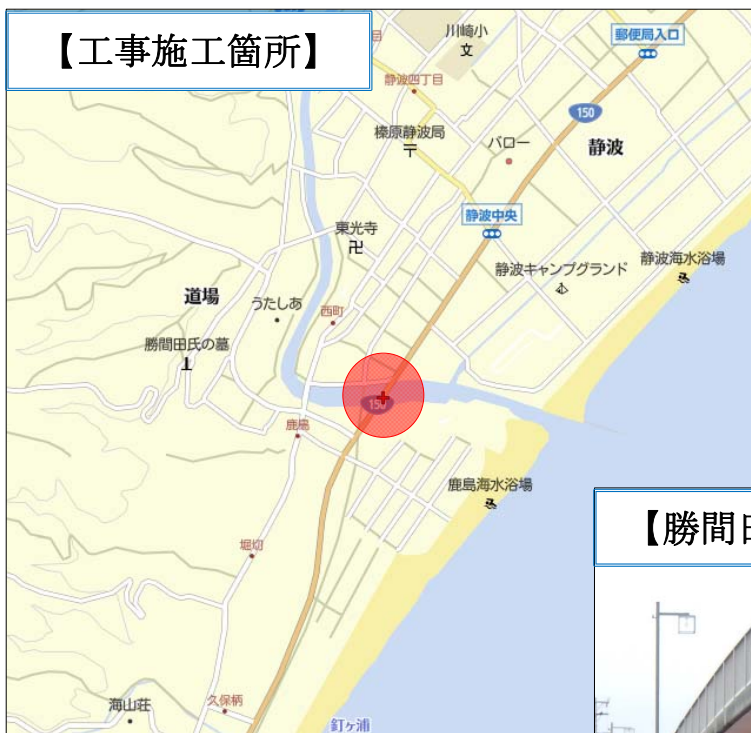 【工事施工箇所】
目
川崎小
文
郵便局入口
静波四丁目
150
榛原静波局
〒
バロー
静波
静波中央
東光寺
卍
静波キャンプグランド
静波海水浴場
道場
うたしあ
西町
勝間田氏の墓
150
鹿島
鹿島海水浴場
【勝間田
堀切
久保柄
海山荘
釘ヶ浦